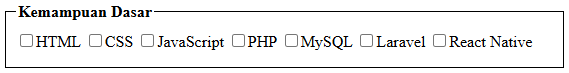 Kemampuan Dasar
HTML CSS JavaScript PHP MySQL Laravel React Native